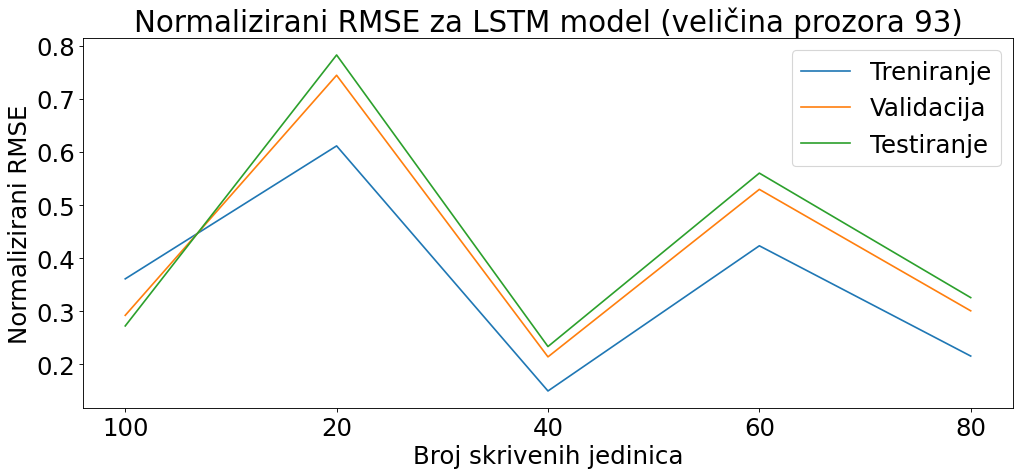 Normalizirani RMSE za LSTM model (veličina prozora 93)
Normalizirani RMSE
0.8
0.7
0.6
0.5
0.4
0.3
0.2
Treniranje
Validacija
Testiranje
100 20 40 60 80
Broj skrivenih jedinica